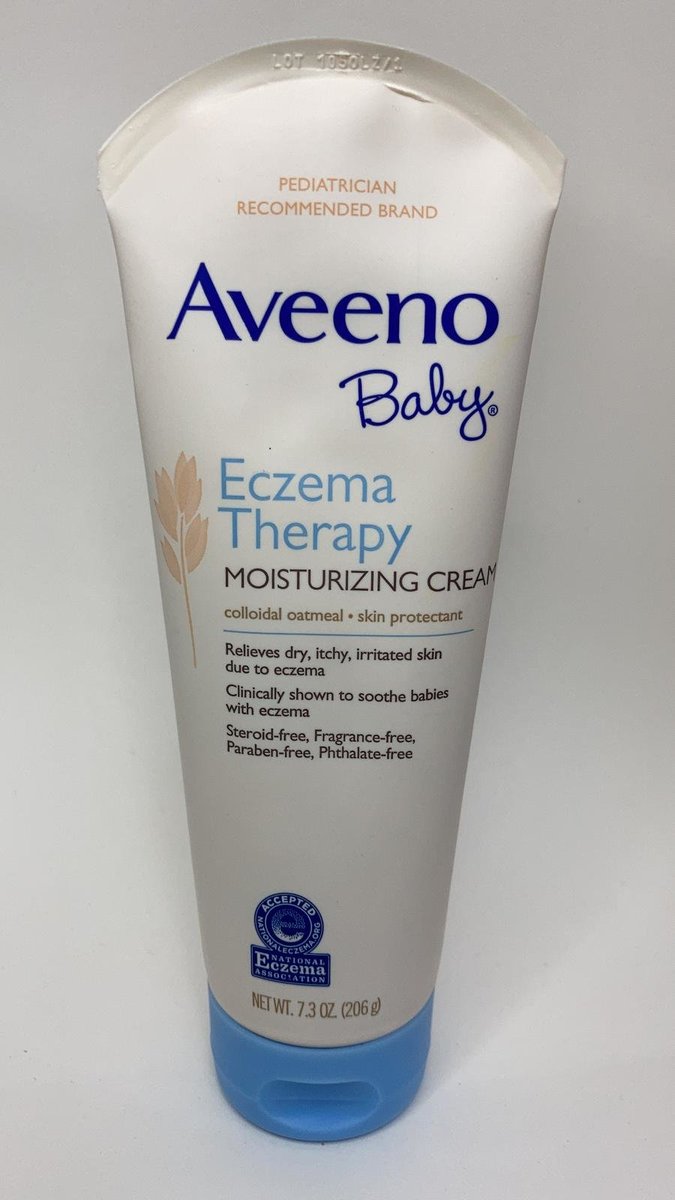 PEDIATRICIAN
RECOMMENDED BRAND
Aveeno
Baby®
Eczema
Therapy
MOISTURIZING CREAM
colloidal oatmeal • skin protectant
Relieves dry, itchy, irritated skin
due to eczema
Clinically shown to soothe babies
with eczema
Steroid-free, Fragrance-free,
Paraben-free, Phthalate-free
ACCEPTED
NATIONALECZEMA.ORG
NATIONAL
Eczema
ASSOCIATION
NET WT. 7.3 OZ. (206 g)